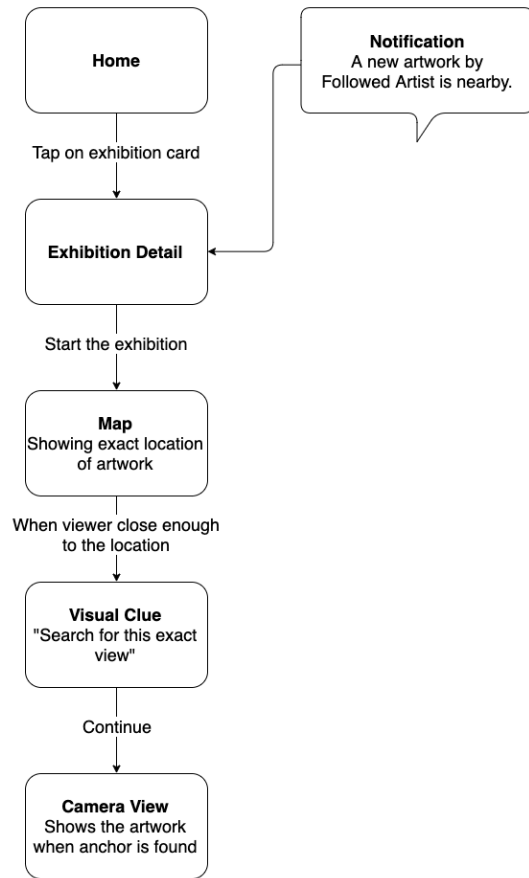 Home
Notification
A new artwork by
Followed Artist is nearby.
Tap on exhibition card
Exhibition Detail
Start the exhibition
Map
Showing exact location
of artwork
When viewer close enough
to the location
Visual Clue
"Search for this exact
view"
Continue
Camera View
Shows the artwork
when anchor is found